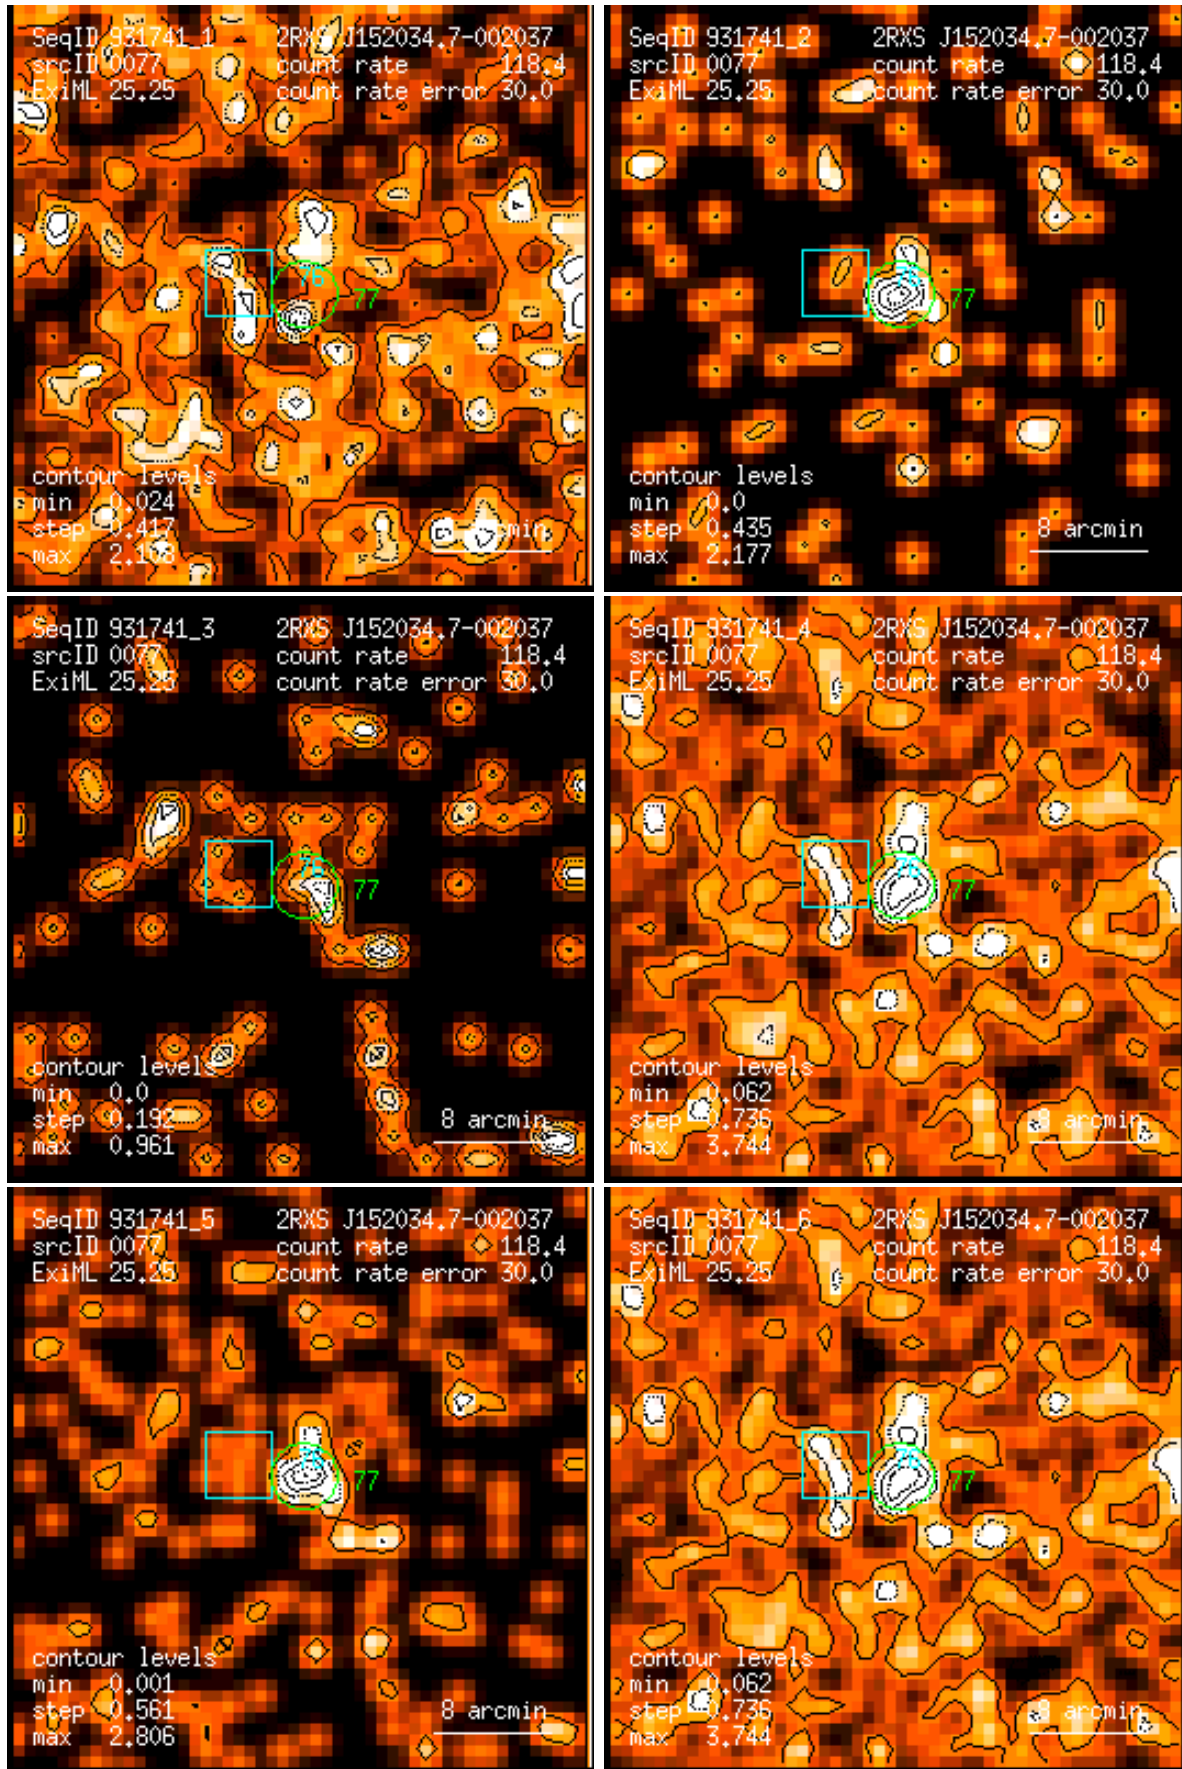 SeqID 931741_1 2RXS J152034.7-002037
srcID 0077 count rate 118.4
ExiML 25.25 count rate error 30.0
76
77
contour levels
min 0.024
step 0.417 min
max 2.108
SeqID 931741_2 2RXS J152034.7-002037
srcID 0077 count rate 118.4
ExiML 25.25 count rate error 30.0
76
77
contour levels
min 0.0
step 0.435 8 arcmin
max 2.177
SeqID 931741_3 2RXS J152034.7-002037
srcID 0077 count rate 118.4
ExiML 25.25 count rate error 30.0
76
77
contour levels
min 0.0
step 0.192 8 arcmin
max 0.961
SeqID 931741_4 2RXS J152034.7-002037
srcID 0077 count rate 118.4
ExiML 25.25 count rate error 30.0
76
77
contour levels
min 0.062
step 0.736 8 arcmin
max 3.744
SeqID 931741_5 2RXS J152034.7-002037
srcID 0077 count rate 118.4
ExiML 25.25 count rate error 30.0
76
77
contour levels
min 0.001
step 0.561 8 arcmin
max 2.806
SeqID 931741_6 2RXS J152034.7-002037
srcID 0077 count rate 118.4
ExiML 25.25 count rate error 30.0
76
77
contour levels
min 0.062
step 0.736 8 arcmin
max 3.744